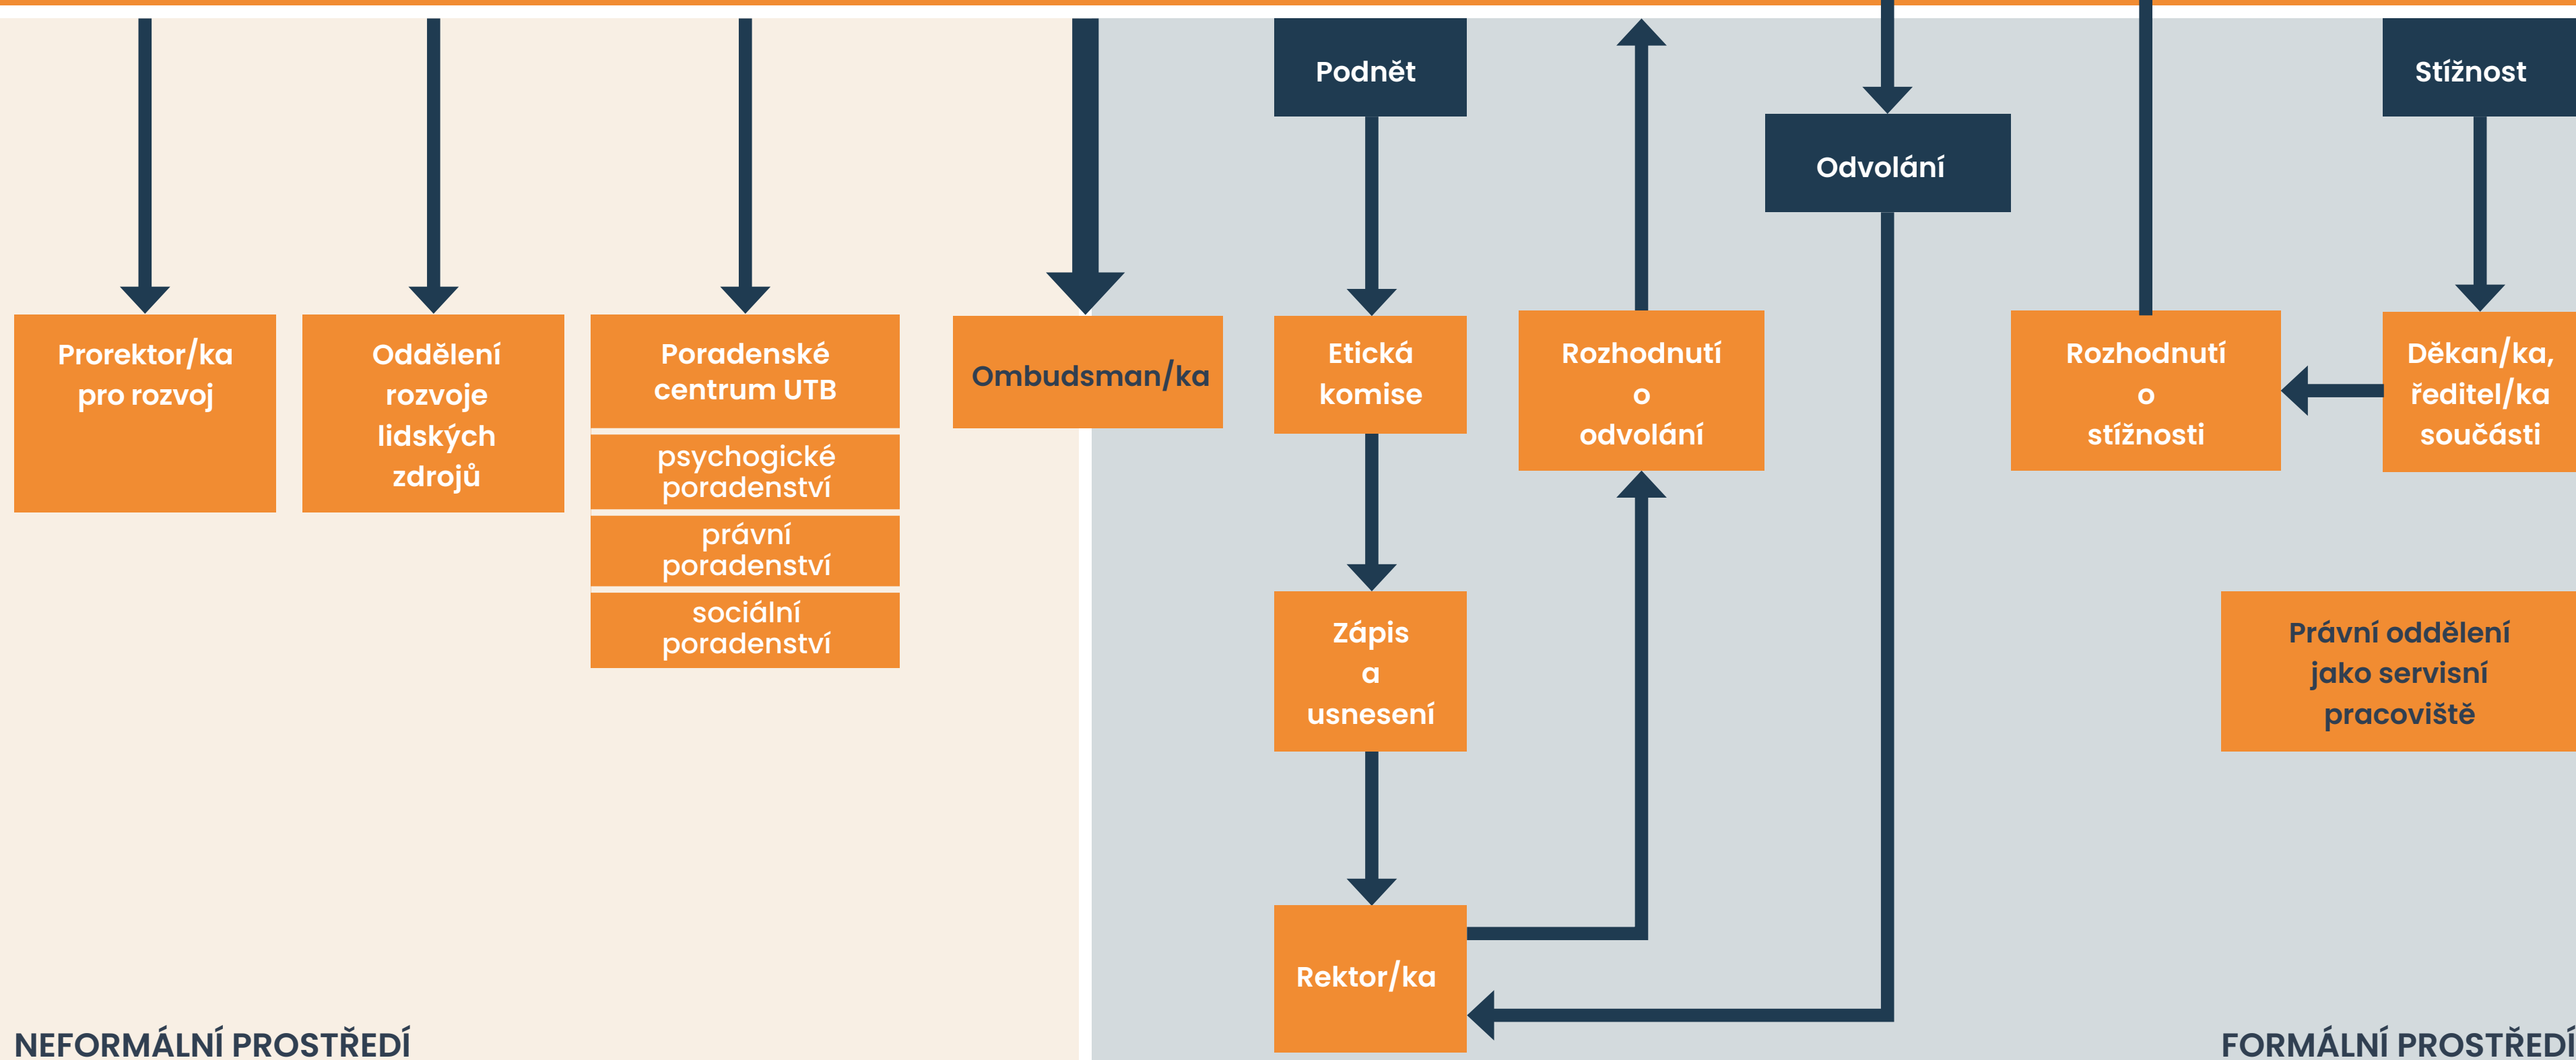 Podnět
Stížnost
Odvolání
Prorektor/ka
pro rozvoj
Oddělení
rozvoje
lidských
zdrojů
Poradenské
centrum UTB
psychogické
poradenství
právní
poradenství
sociální
poradenství
Ombudsman/ka
Etická
komise
Rozhodnutí
o
odvolání
Rozhodnutí
o
stížnosti
Děkan/ka,
ředitel/ka
součásti
Zápis
a
usnesení
Právní oddělení
jako servisní
pracoviště
Rektor/ka
NEFORMÁLNÍ PROSTŘEDÍ
FORMÁLNÍ PROSTŘEDÍ